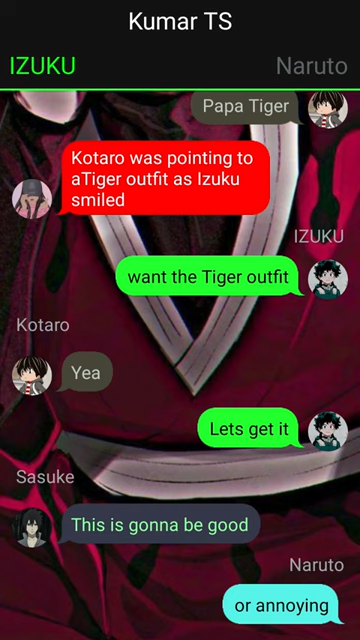 Kumar TS
IZUKU
Naruto
Papa Tiger
Kotaro was pointing to
aTiger outfit as Izuku
smiled
IZUKU
want the Tiger outfit
Kotaro
Yea
Lets get it
Sasuke
This is gonna be good
Naruto
or annoying